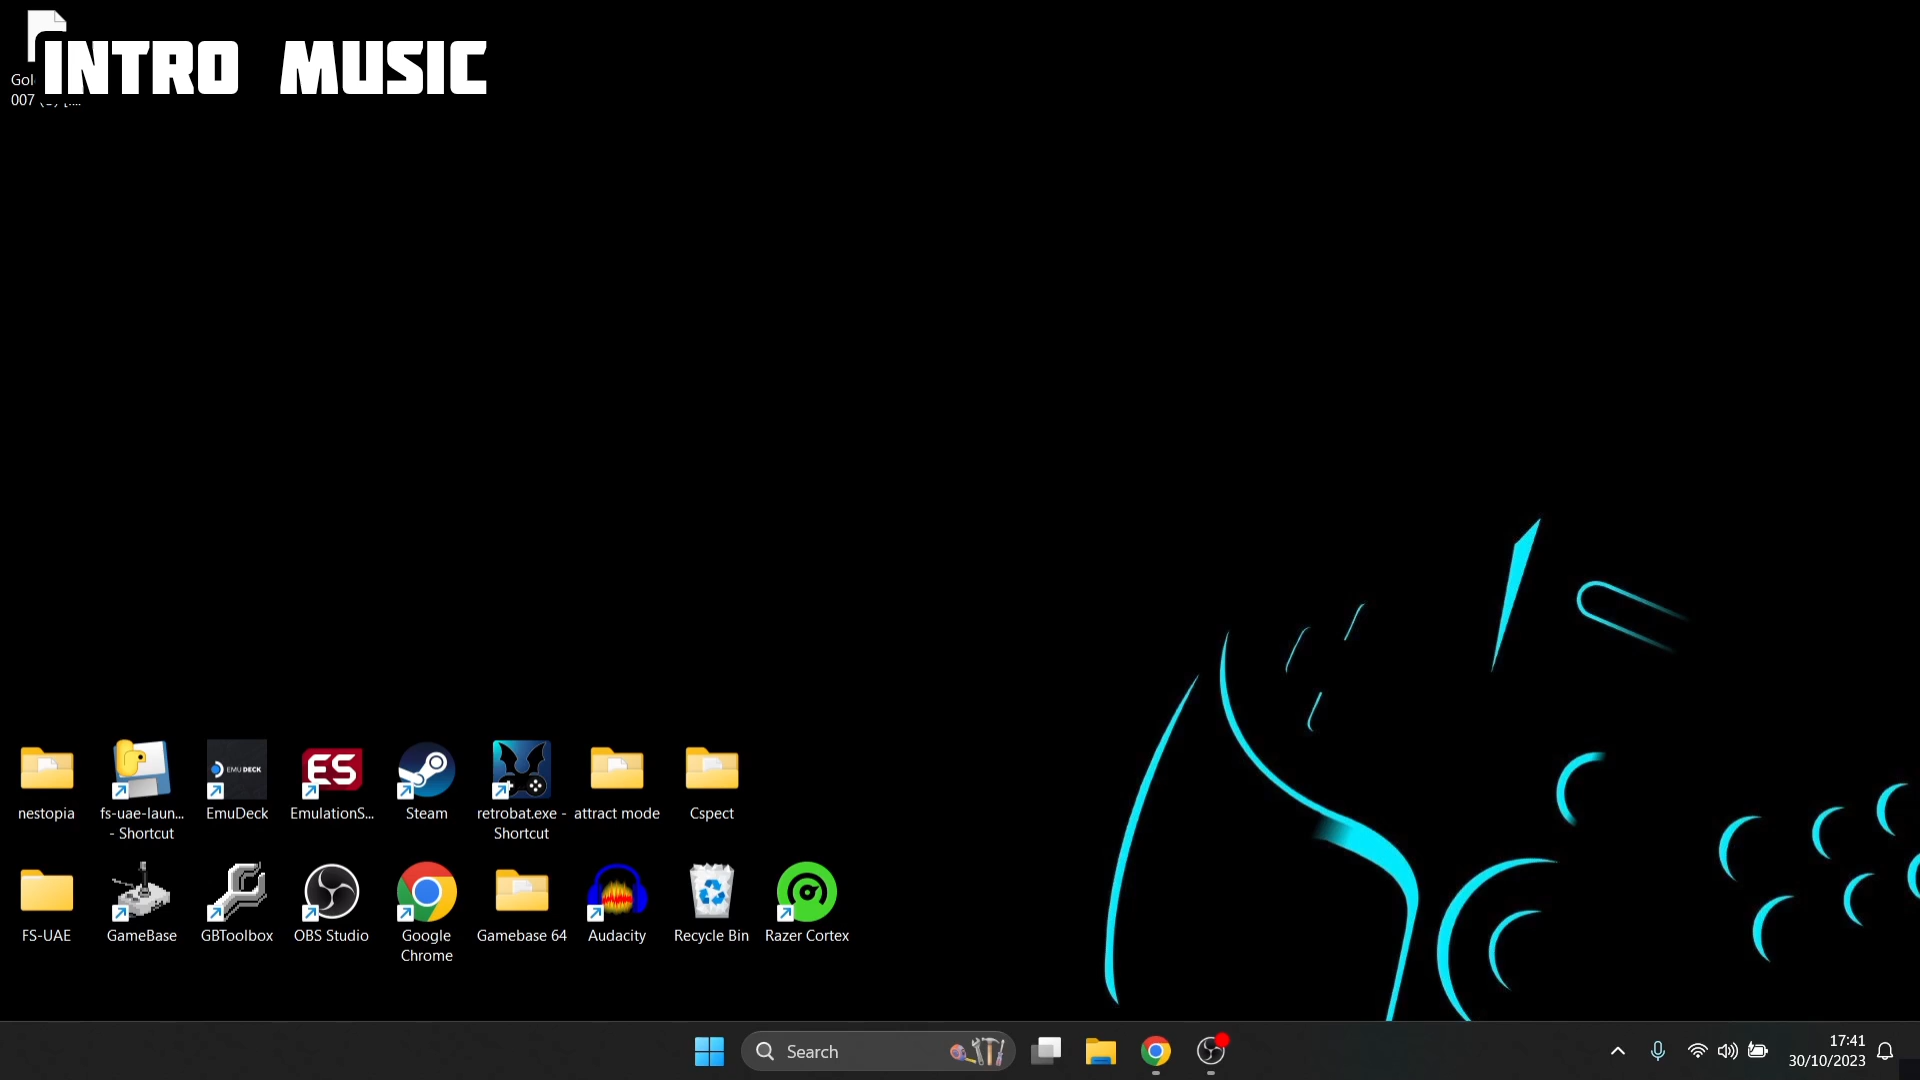 INTRO MUSIC
Gol
007
nestopia
fs-uae-laun...
- Shortcut
EMUDECK
EmuDeck
ES
EmulationS...
Steam
retrobat.exe -
Shortcut
attract mode
Cspect
FS-UAE
GameBase
GBToolbox
OBS Studio
Google
Chrome
Gamebase 64
Audacity
Recycle Bin
Razer Cortex
Search
17:41
30/10/2023